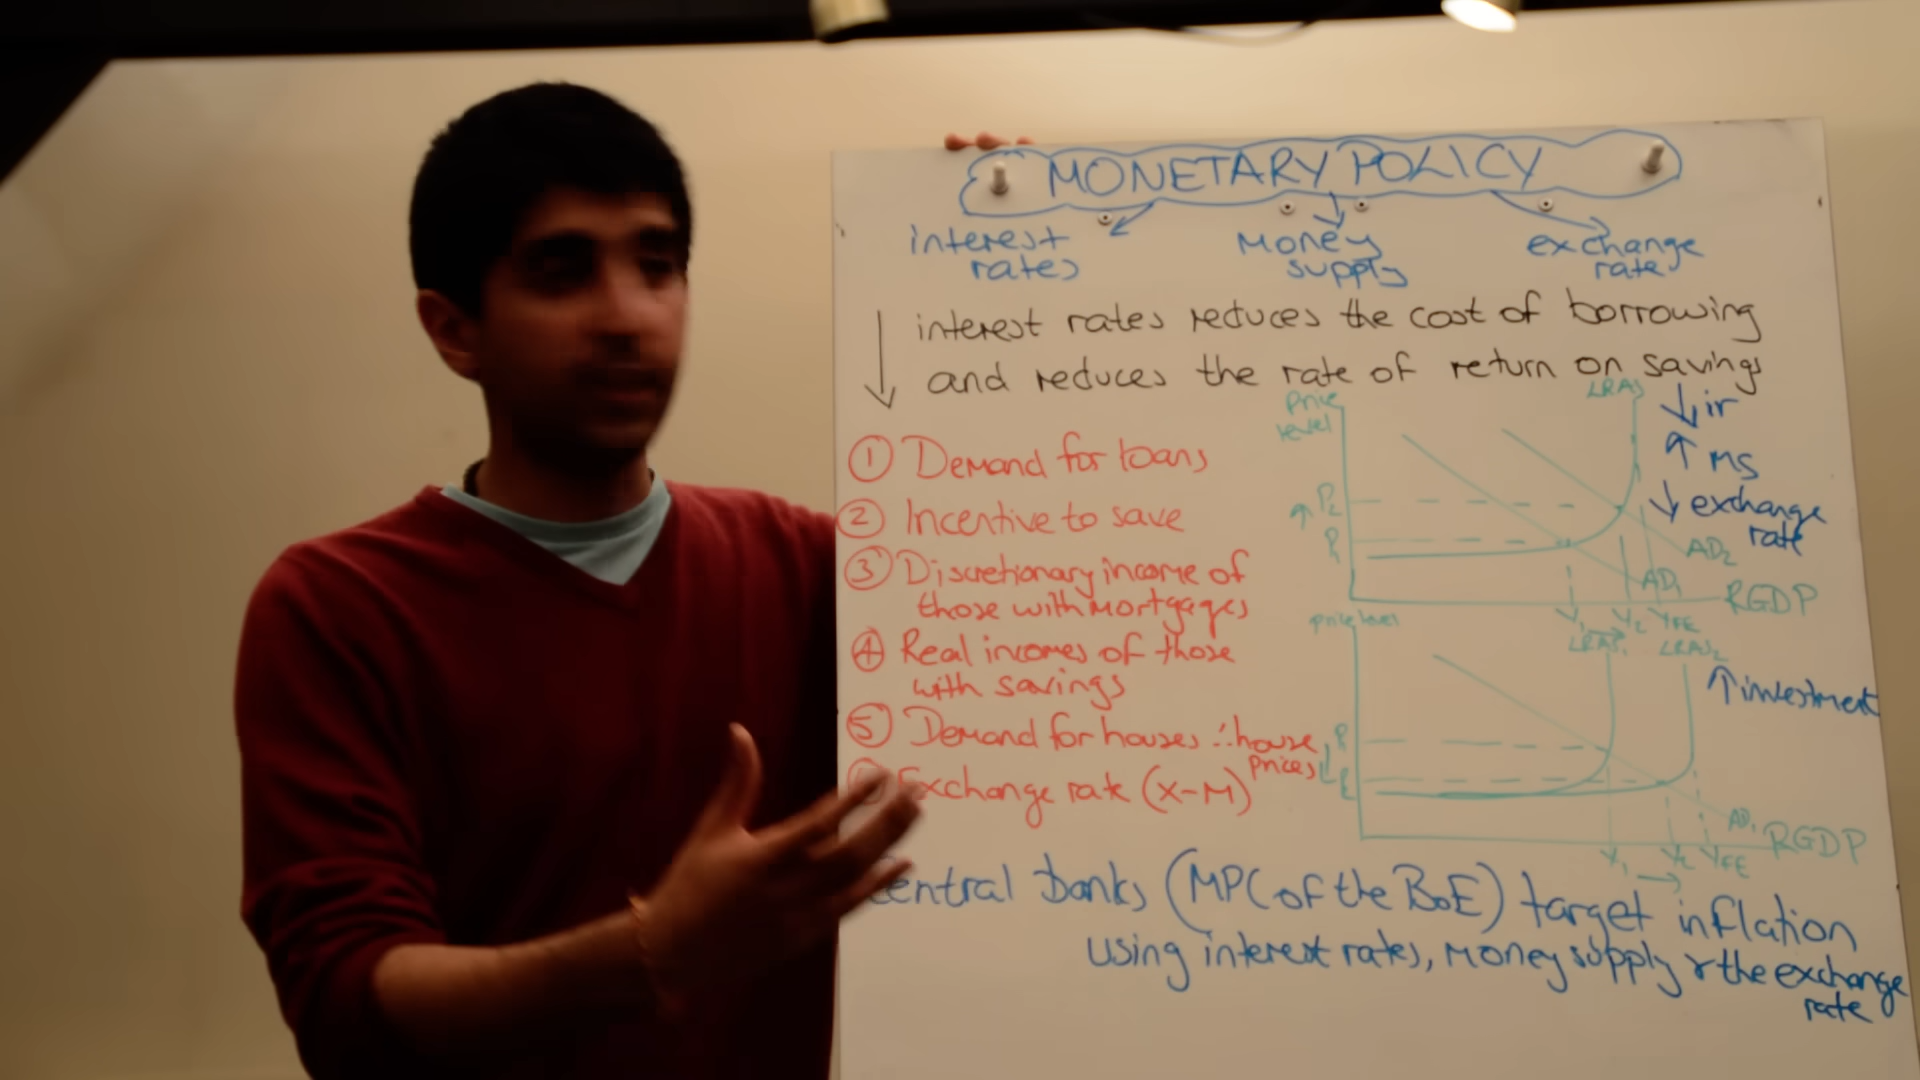 MONETARY POLICY
interest rates
Money supply
exchange rate
↓ interest rates reduces the cost of borrowing
and reduces the rate of return on savings
① Demand for loans
② Incentive to save
③ Discretionary income of
those with mortgages
④ Real incomes of those
with savings
⑤ Demand for houses ∴ house
prices
Exchange rate (X-M)
Price
level
LRAS
↓ ir
↑ MS
↓ exchange
rate
↑ P2
P1
AD2
AD1
RGDP
Y1 Y2 YFE
price level
LRAS1 LRAS2
↑ investment
P1
P2
AD1
RGDP
Y1 Y2 YFE
Central banks (MPC of the BoE) target inflation
using interest rates, money supply & the exchange
rate